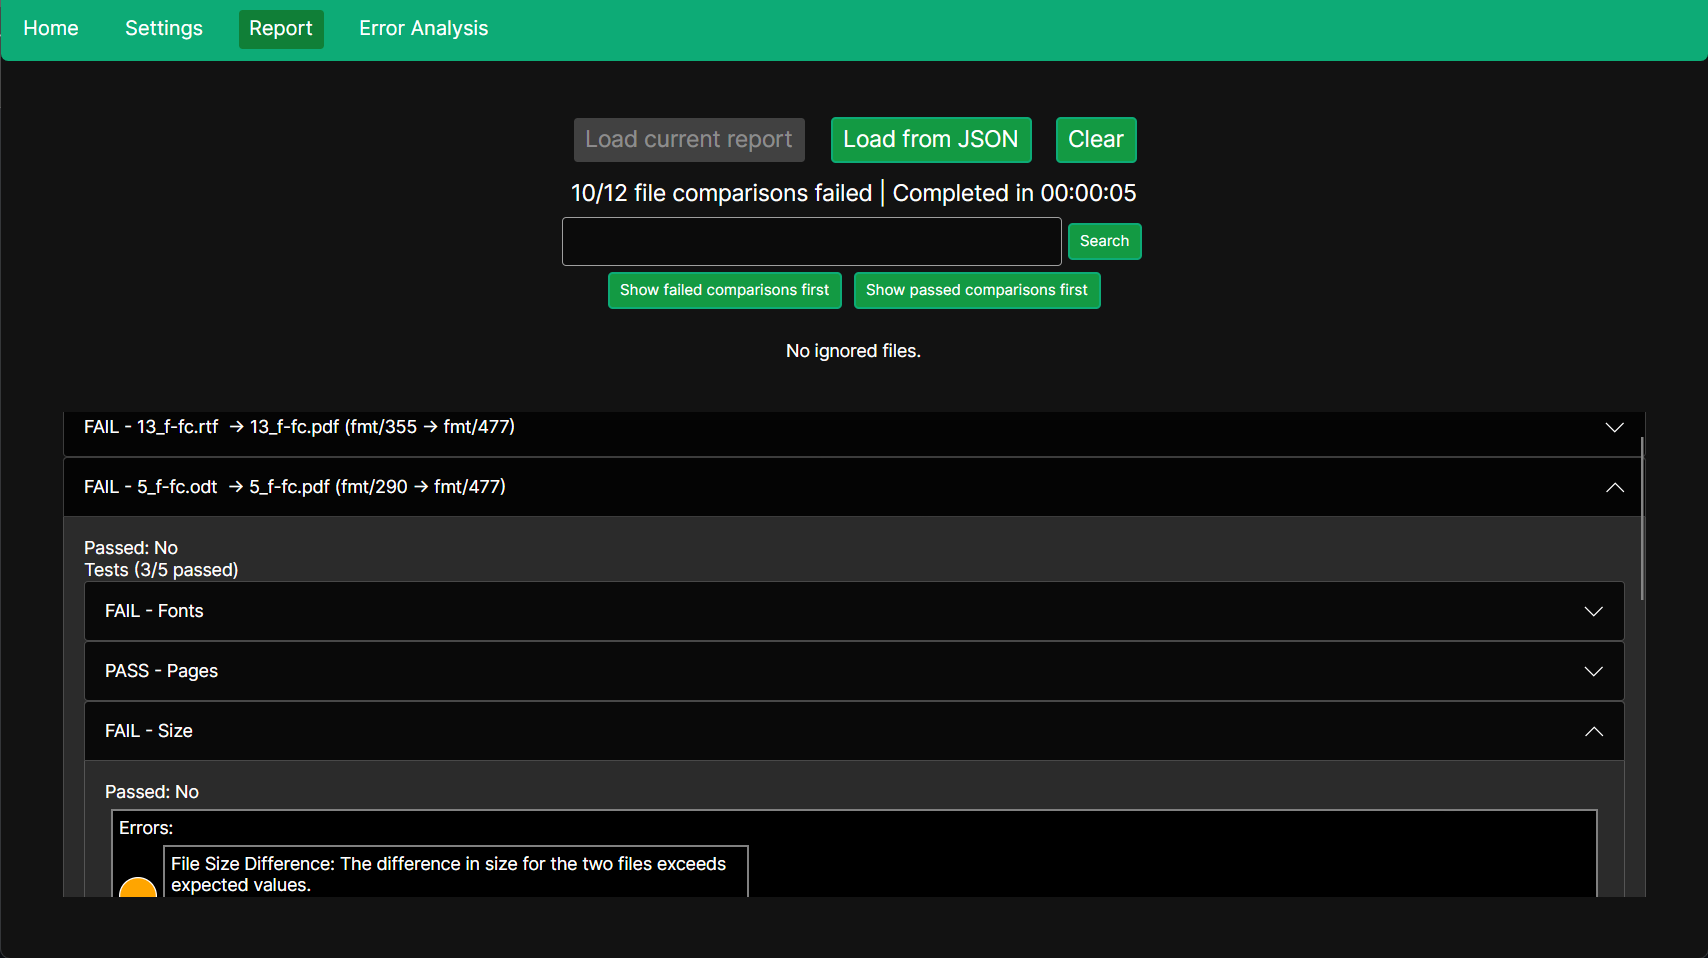 Home Settings Report Error Analysis
Load current report Load from JSON Clear
10/12 file comparisons failed | Completed in 00:00:05
Search
Show failed comparisons first Show passed comparisons first
No ignored files.
FAIL - 13_f-fc.rtf → 13_f-fc.pdf (fmt/355 → fmt/477)
FAIL - 5_f-fc.odt → 5_f-fc.pdf (fmt/290 → fmt/477)
Passed: No
Tests (3/5 passed)
FAIL - Fonts
PASS - Pages
FAIL - Size
Passed: No
Errors:
File Size Difference: The difference in size for the two files exceeds
expected values.